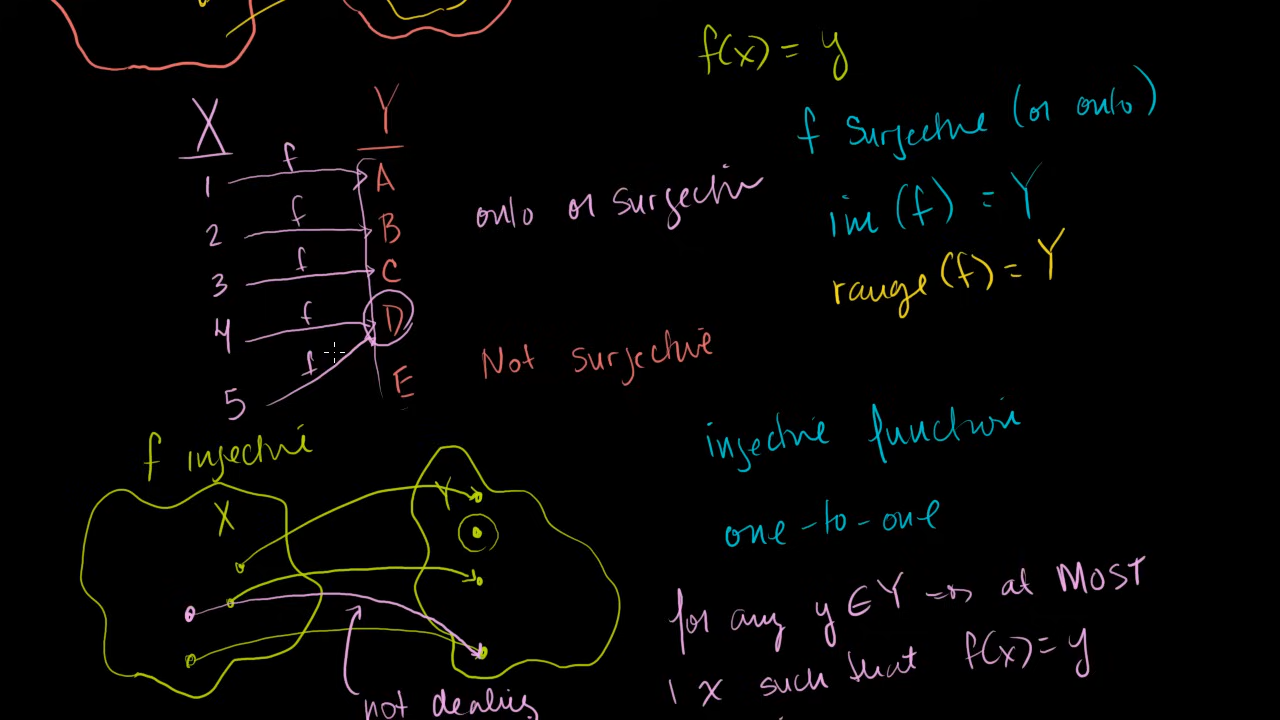 f(x) = y
f surjective (or onto)
im (f) = Y
range (f) = Y
X Y
f
1 A
f
2 B
f
3 C
f
4 D
f
5 E
onto or surjective
Not surjective
injective function
one-to-one
for any y ∈ Y ⇒ at MOST
1 x such that f(x) = y
f injective
X Y
not dealing